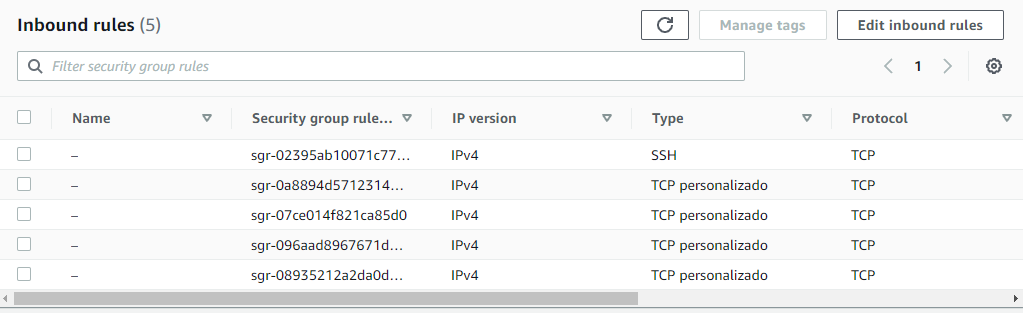 Inbound rules (5)
Manage tags
Edit inbound rules
Filter security group rules
1
Name Security group rule... IP version Type Protocol
– sgr-02395ab10071c77... IPv4 SSH TCP
– sgr-0a8894d5712314... IPv4 TCP personalizado TCP
– sgr-07ce014f821ca85d0 IPv4 TCP personalizado TCP
– sgr-096aad8967671d... IPv4 TCP personalizado TCP
– sgr-08935212a2da0d... IPv4 TCP personalizado TCP